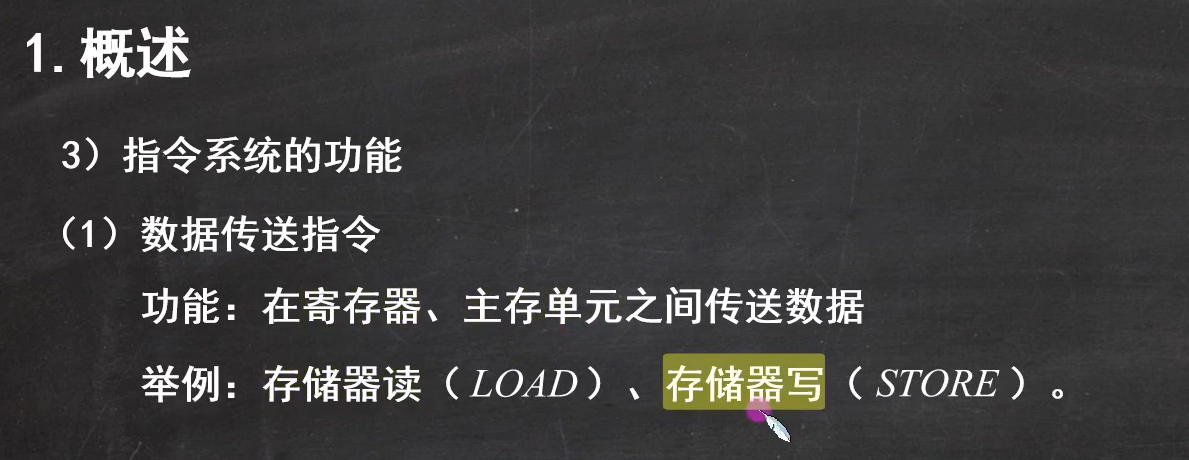 1.概述
3）指令系统的功能
（1）数据传送指令
功能：在寄存器、主存单元之间传送数据
举例：存储器读（LOAD）、存储器写（STORE）。